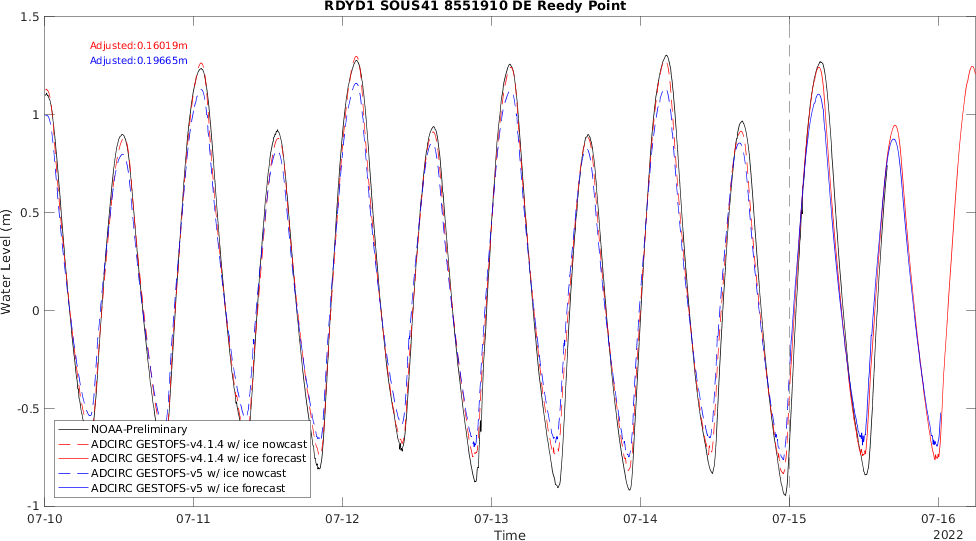 RDYD1 SOUS41 8551910 DE Reedy Point
1.5
Adjusted:0.16019m
Adjusted:0.19665m
1
0.5
Water Level (m)
0
-0.5
NOAA-Preliminary
ADCIRC GESTOFS-v4.1.4 w/ ice nowcast
ADCIRC GESTOFS-v4.1.4 w/ ice forecast
ADCIRC GESTOFS-v5 w/ ice nowcast
ADCIRC GESTOFS-v5 w/ ice forecast
-1
07-10 07-11 07-12 07-13 07-14 07-15 07-16
Time 2022